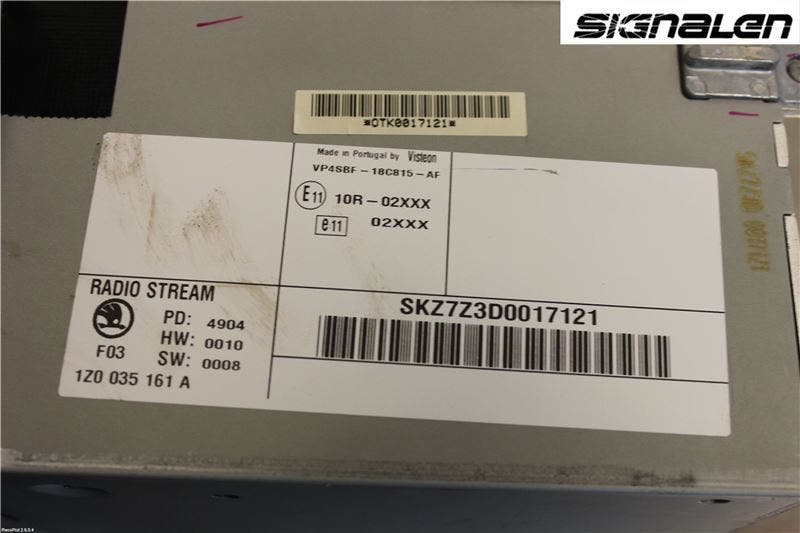 SIGNALEN
*OTK0017121*
Made in Portugal by Visteon
VP4SBF-18C815-AF
E11 10R-02XXX
e11 02XXX
RADIO STREAM
PD: 4904
HW: 0010
F03
SW: 0008
1Z0 035 161 A
SKZ7Z3D0017121